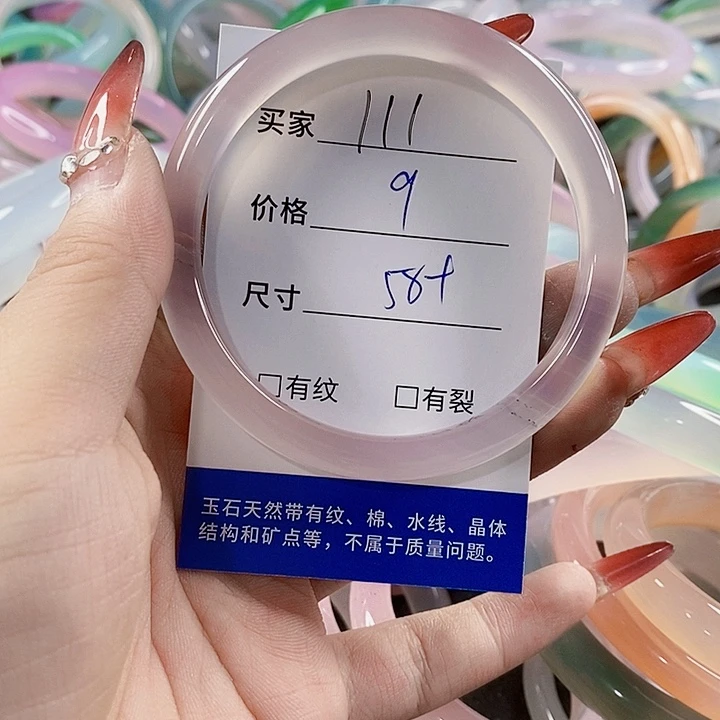 买家 111
价格 9
尺寸 58+
□有纹 □有裂
玉石天然带有纹、棉、水线、晶体
结构和矿点等，不属于质量问题。